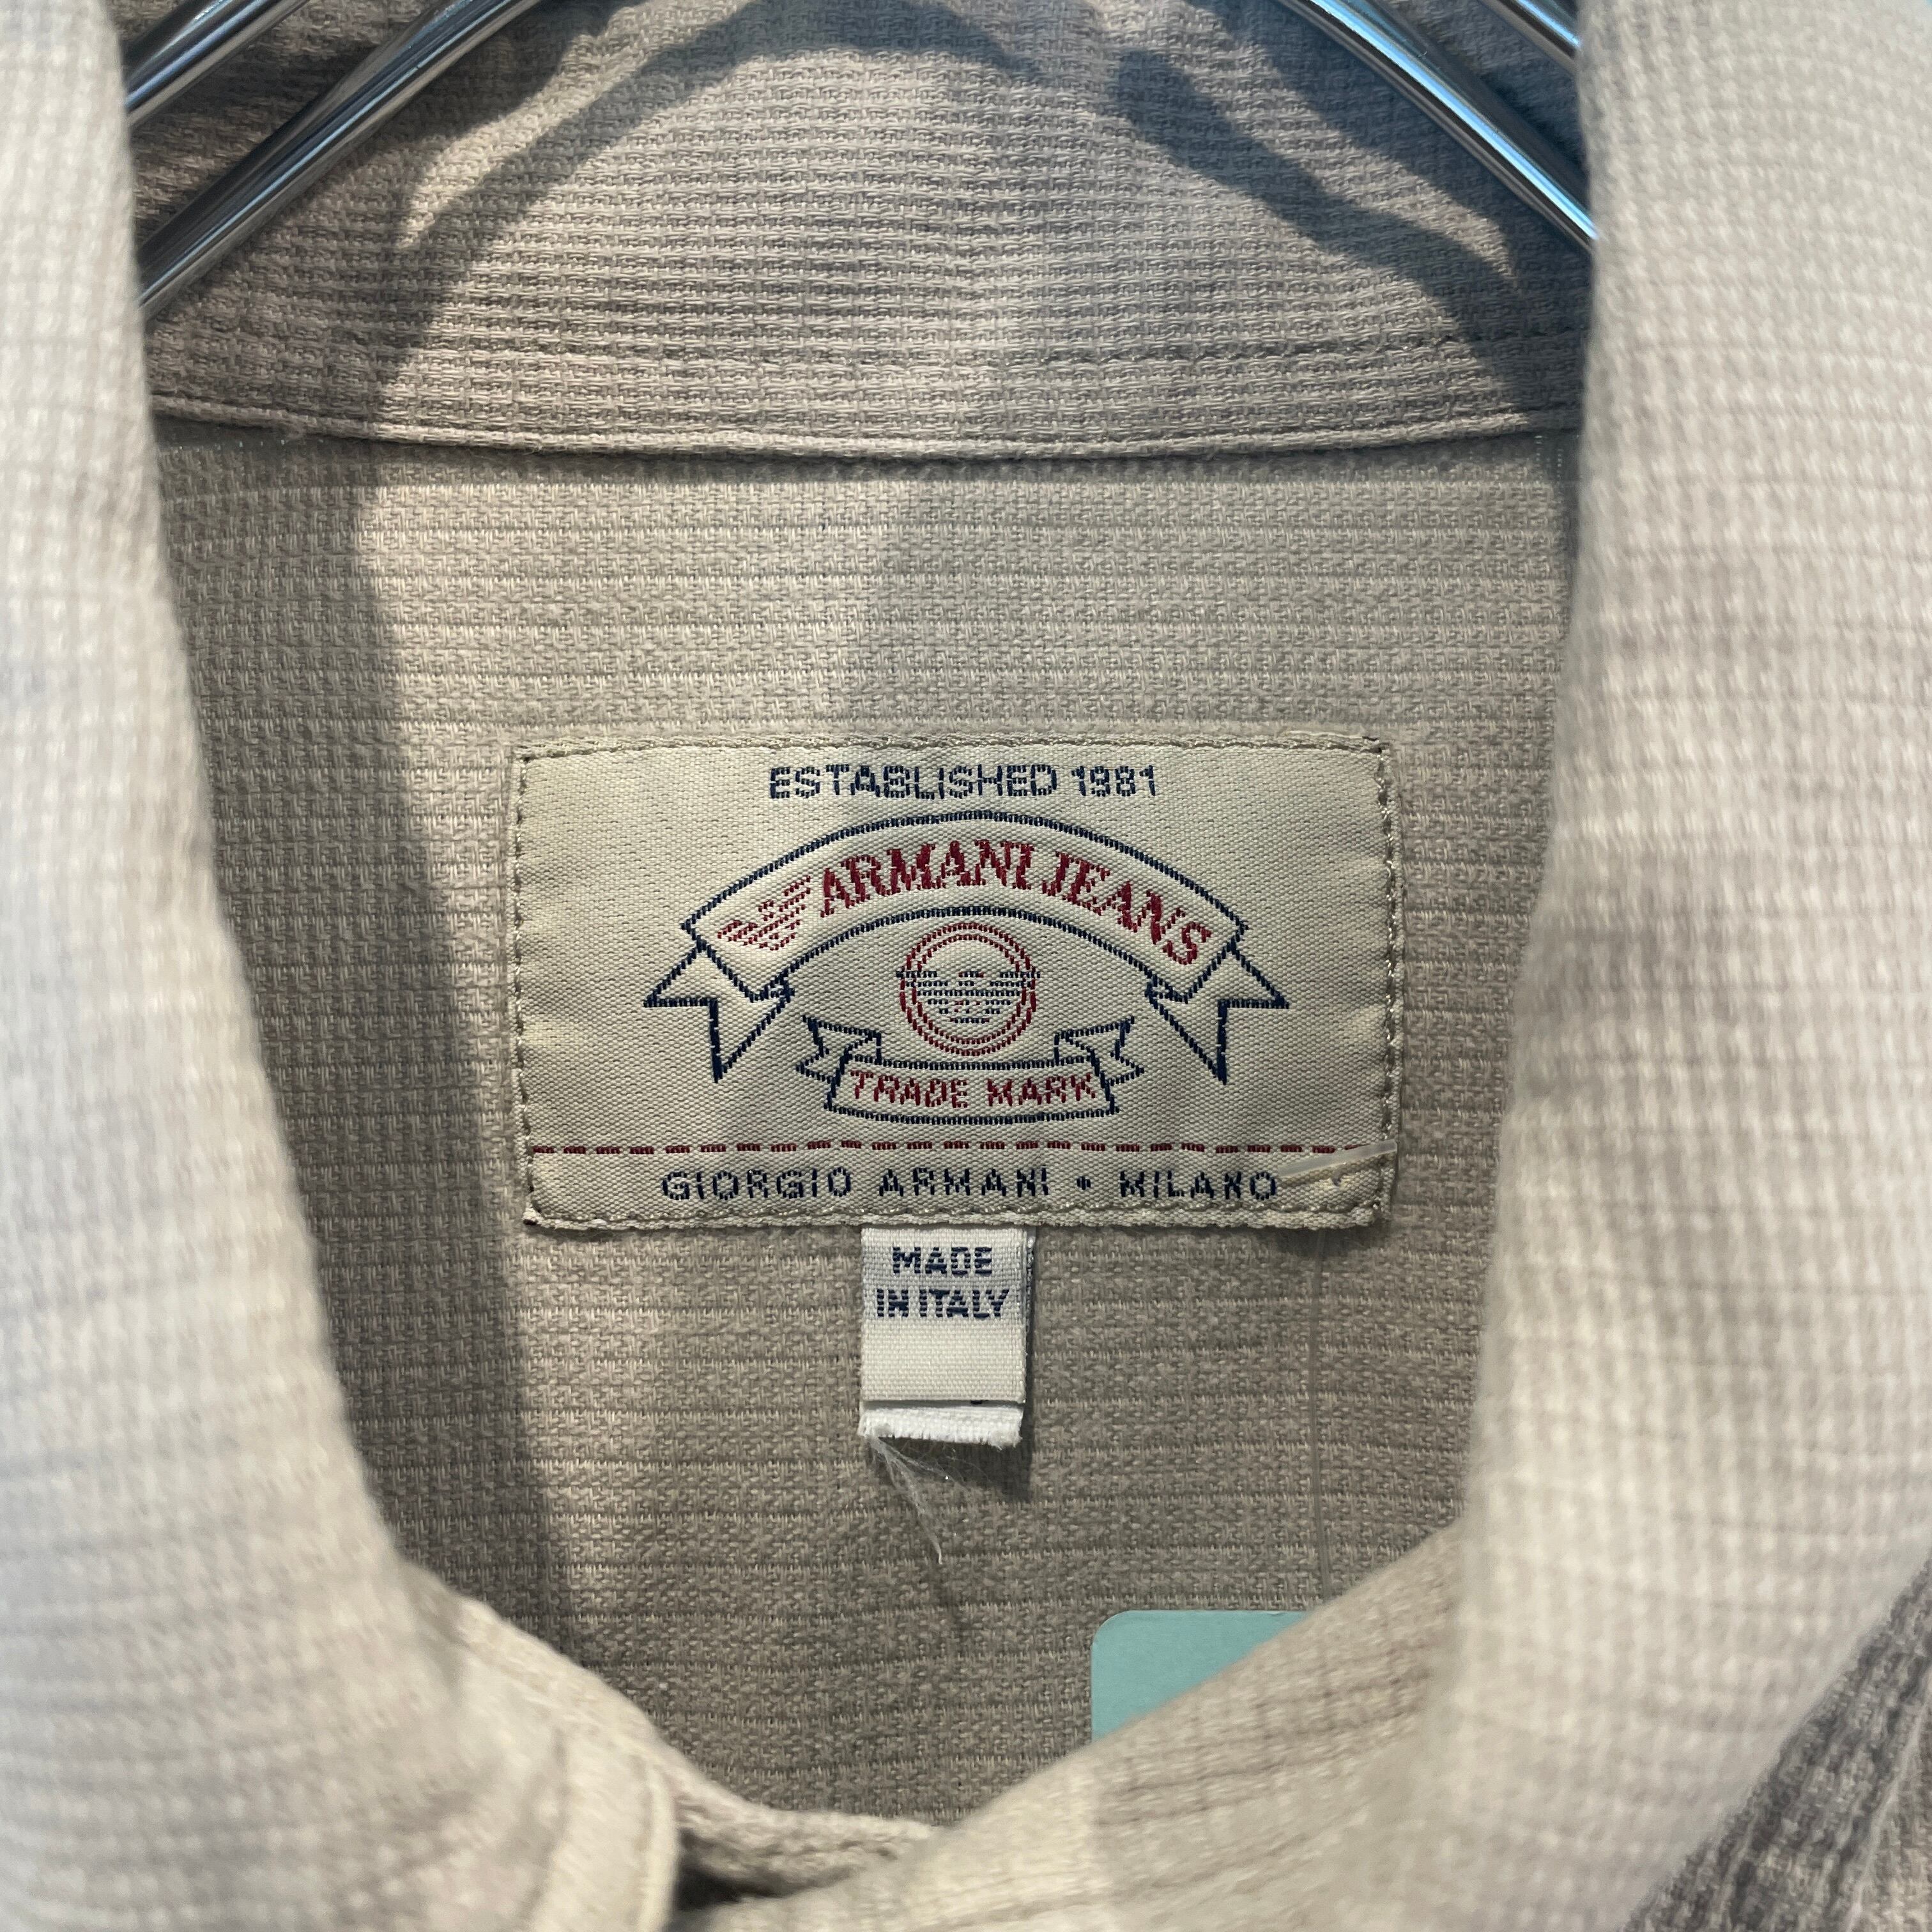 ESTABLISHED 1981
ARMANI JEANS
TRADE MARK
GIORGIO ARMANI • MILANO
MADE
IN ITALY